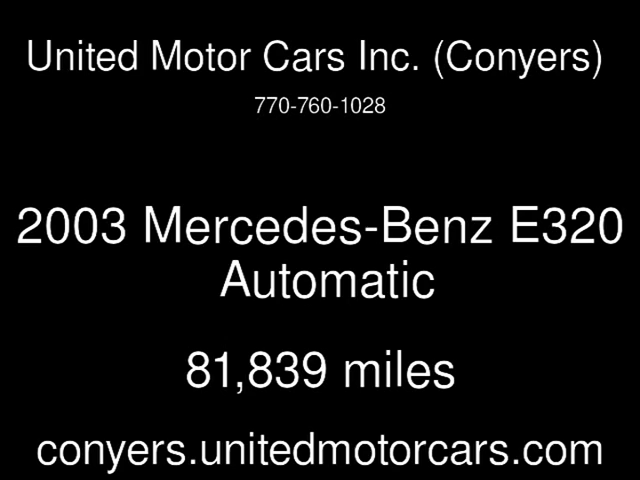 United Motor Cars Inc. (Conyers)
770-760-1028
2003 Mercedes-Benz E320
Automatic
81,839 miles
conyers.unitedmotorcars.com